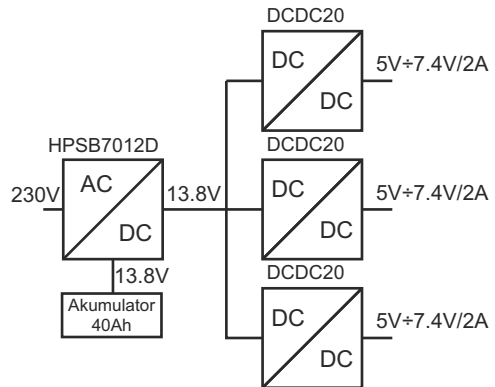 DCDC20
DC
5V÷7.4V/2A
DC
HPSB7012D
DCDC20
AC
DC
230V
13.8V
5V÷7.4V/2A
DC
DC
13.8V
DCDC20
Akumulator
40Ah
DC
5V÷7.4V/2A
DC